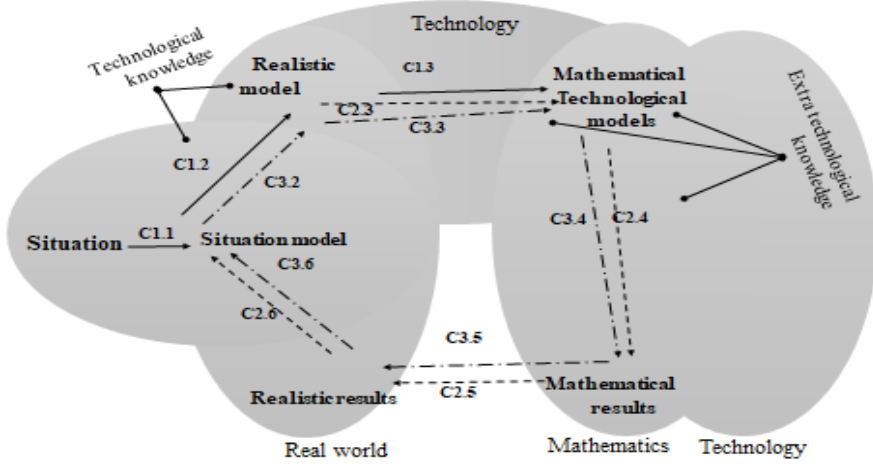 Technology
Technological
knowledge
Realistic
model
C1.3
Mathematical
Technological
models
C2.3
C3.3
Extra technological
knowledge
C1.2
C3.2
C3.4
C2.4
Situation
C1.1
Situation model
C3.6
C2.6
C3.5
Realistic results
C2.5
Mathematical
results
Real world
Mathematics
Technology